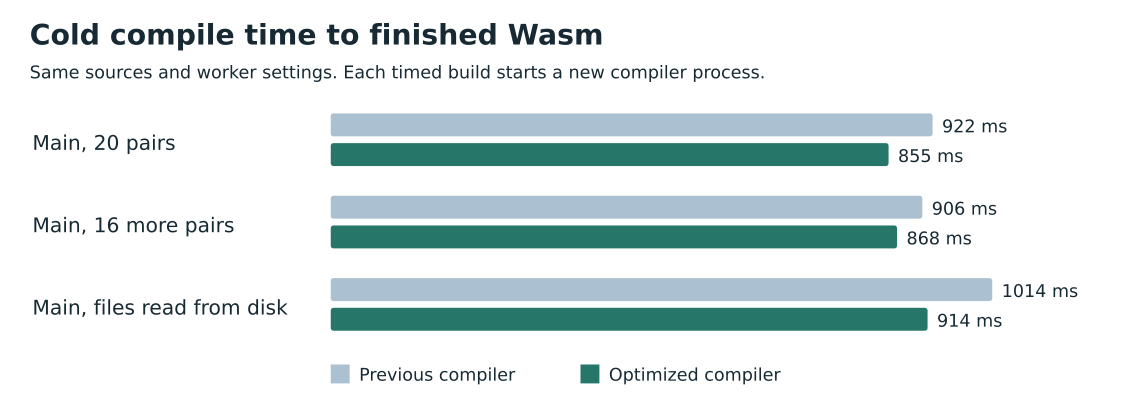 Cold compile time to finished Wasm
Same sources and worker settings. Each timed build starts a new compiler process.
Main, 20 pairs
922 ms
855 ms
Main, 16 more pairs
906 ms
868 ms
Main, files read from disk
1014 ms
914 ms
Previous compiler
Optimized compiler